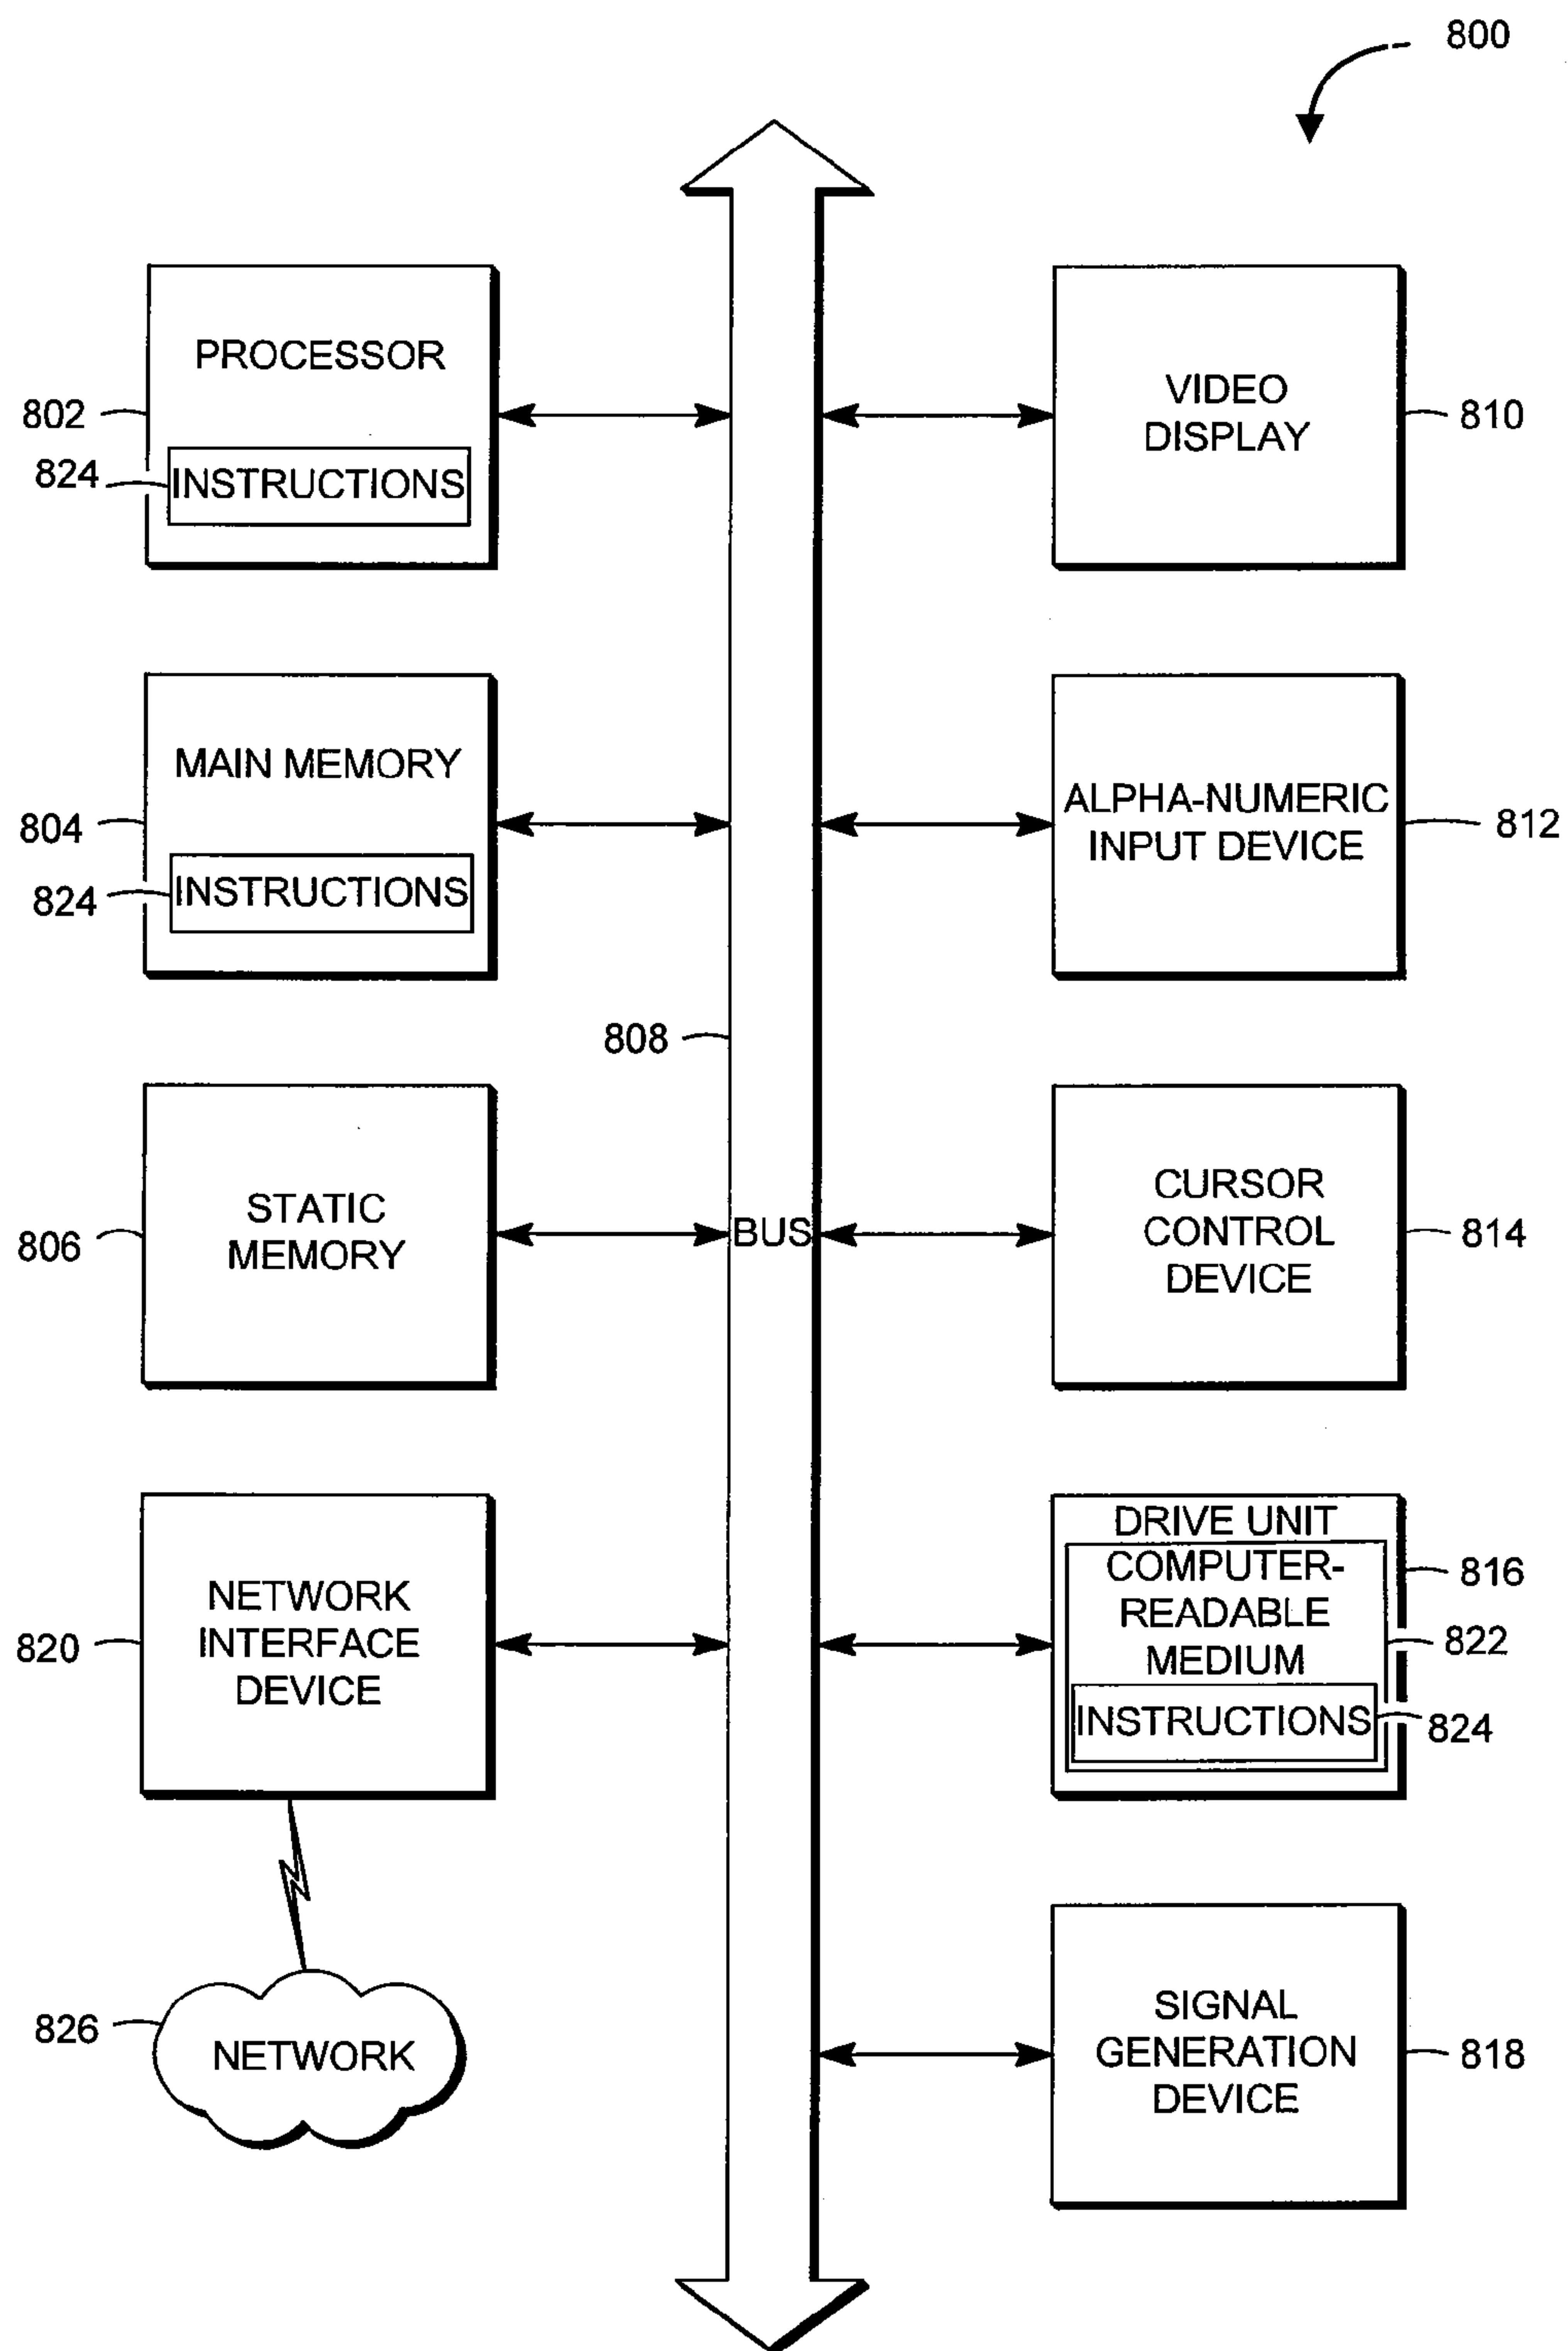 800
PROCESSOR
802
824
INSTRUCTIONS
VIDEO
DISPLAY
810
MAIN MEMORY
804
824
INSTRUCTIONS
ALPHA-NUMERIC
INPUT DEVICE
812
808
STATIC
MEMORY
806
BUS
CURSOR
CONTROL
DEVICE
814
NETWORK
INTERFACE
DEVICE
820
DRIVE UNIT
816
COMPUTER-
READABLE
MEDIUM
822
INSTRUCTIONS
824
826
NETWORK
SIGNAL
GENERATION
DEVICE
818